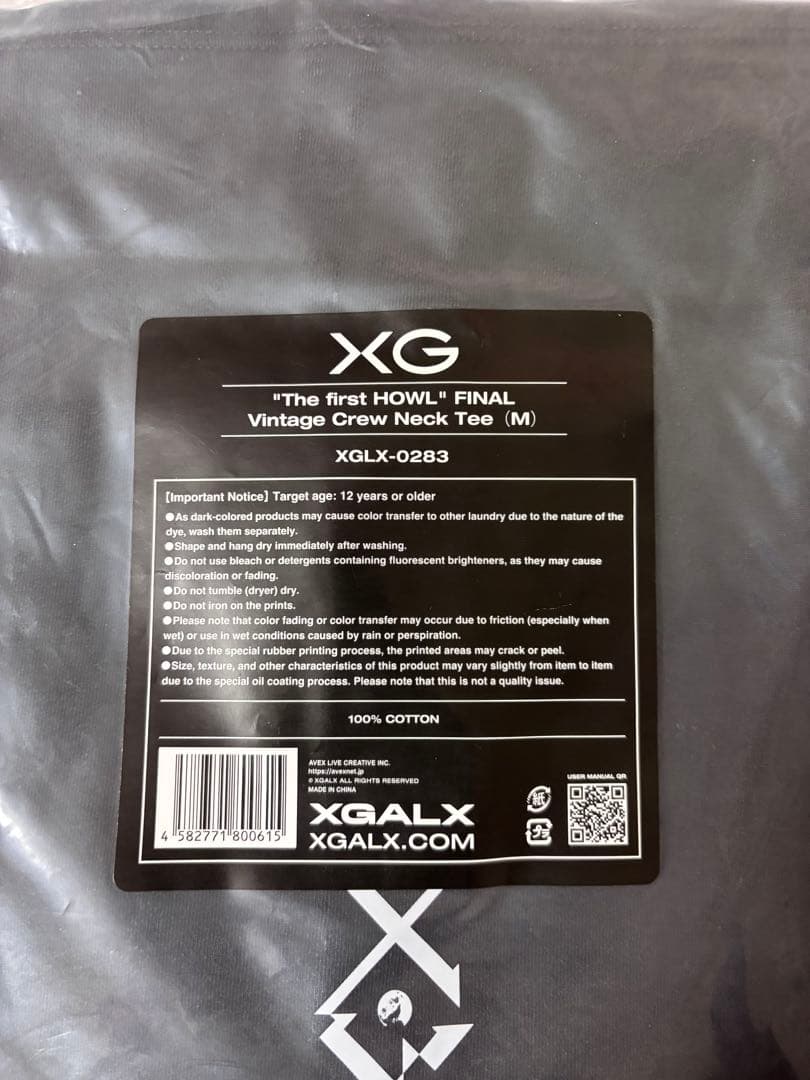 XG
"The first HOWL" FINAL
Vintage Crew Neck Tee (M)
XGLX-0283
[Important Notice] Target age: 12 years or older
●As dark-colored products may cause color transfer to other laundry due to the nature of the
dye, wash them separately.
●Shape and hang dry immediately after washing.
●Do not use bleach or detergents containing fluorescent brighteners, as they may cause
discoloration or fading.
●Do not tumble (dryer) dry.
●Do not iron on the prints.
●Please note that color fading or color transfer may occur due to friction (especially when
wet) or use in wet conditions caused by rain or perspiration.
●Due to the special rubber printing process, the printed areas may crack or peel.
●Size, texture, and other characteristics of this product may vary slightly from item to item
due to the special oil coating process. Please note that this is not a quality issue.
100% COTTON
AVEX LIVE CREATIVE INC.
https://avexnet.jp
© XGALX ALL RIGHTS RESERVED
MADE IN CHINA
XGALX
XGALX.COM
4 582771 800615
紙
プラ
USER MANUAL QR